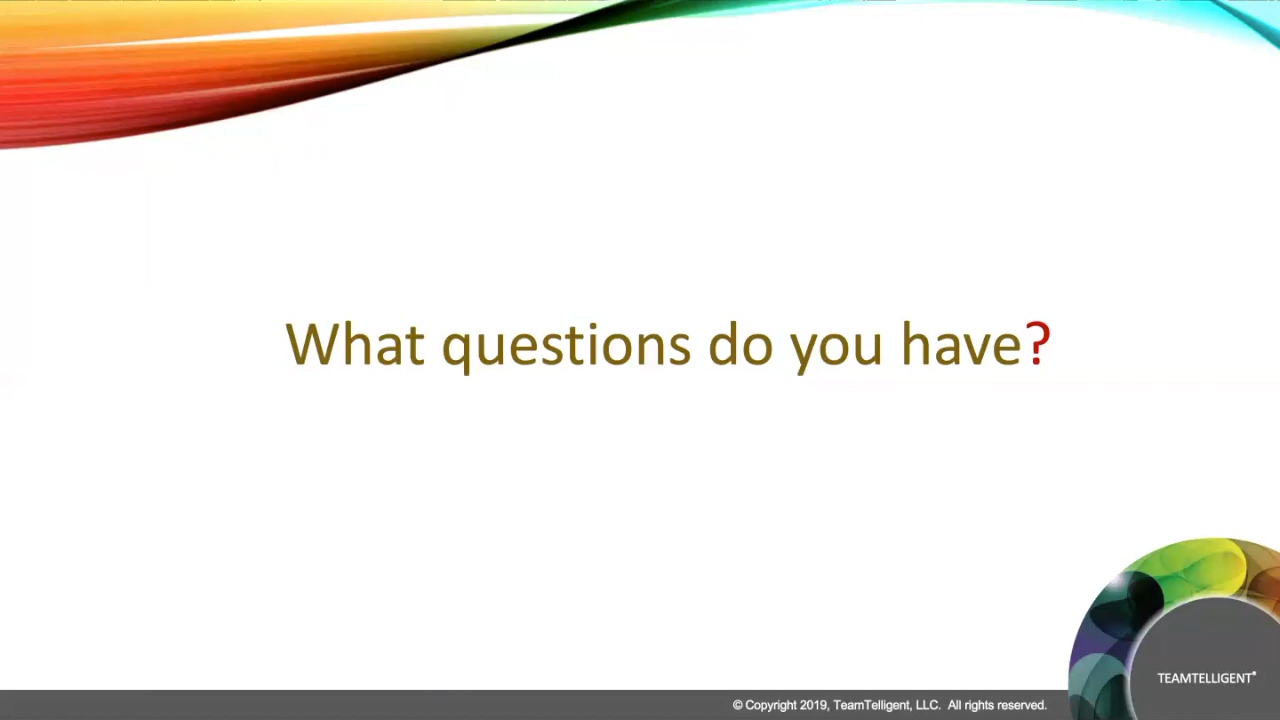 What questions do you have?
TEAMTELLIGENT®
© Copyright 2019, TeamTelligent, LLC. All rights reserved.